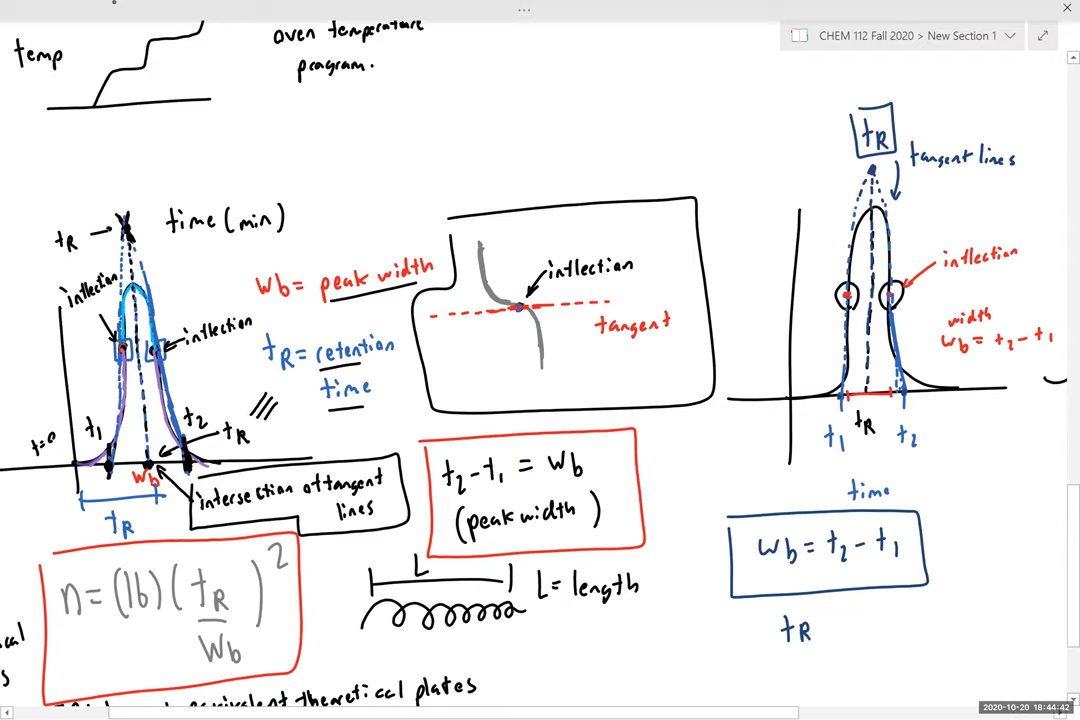 CHEM 112 Fall 2020 > New Section 1
temp
oven temperature
program.
tR
tangent lines
time (min)
tR
inflection
inflection
t=0
t1
t2
tR
Wb
tR
intersection of tangent
lines
Wb = peak width
tR = retention
time
inflection
tangent
t2 - t1 = Wb
(peak width )
L
L = length
n = (16) ( tR / Wb )²
equivalent theoretical plates
inflection
width
Wb = t2 - t1
t1
tR
t2
time
Wb = t2 - t1
tR
2020-10-20 18:44:42